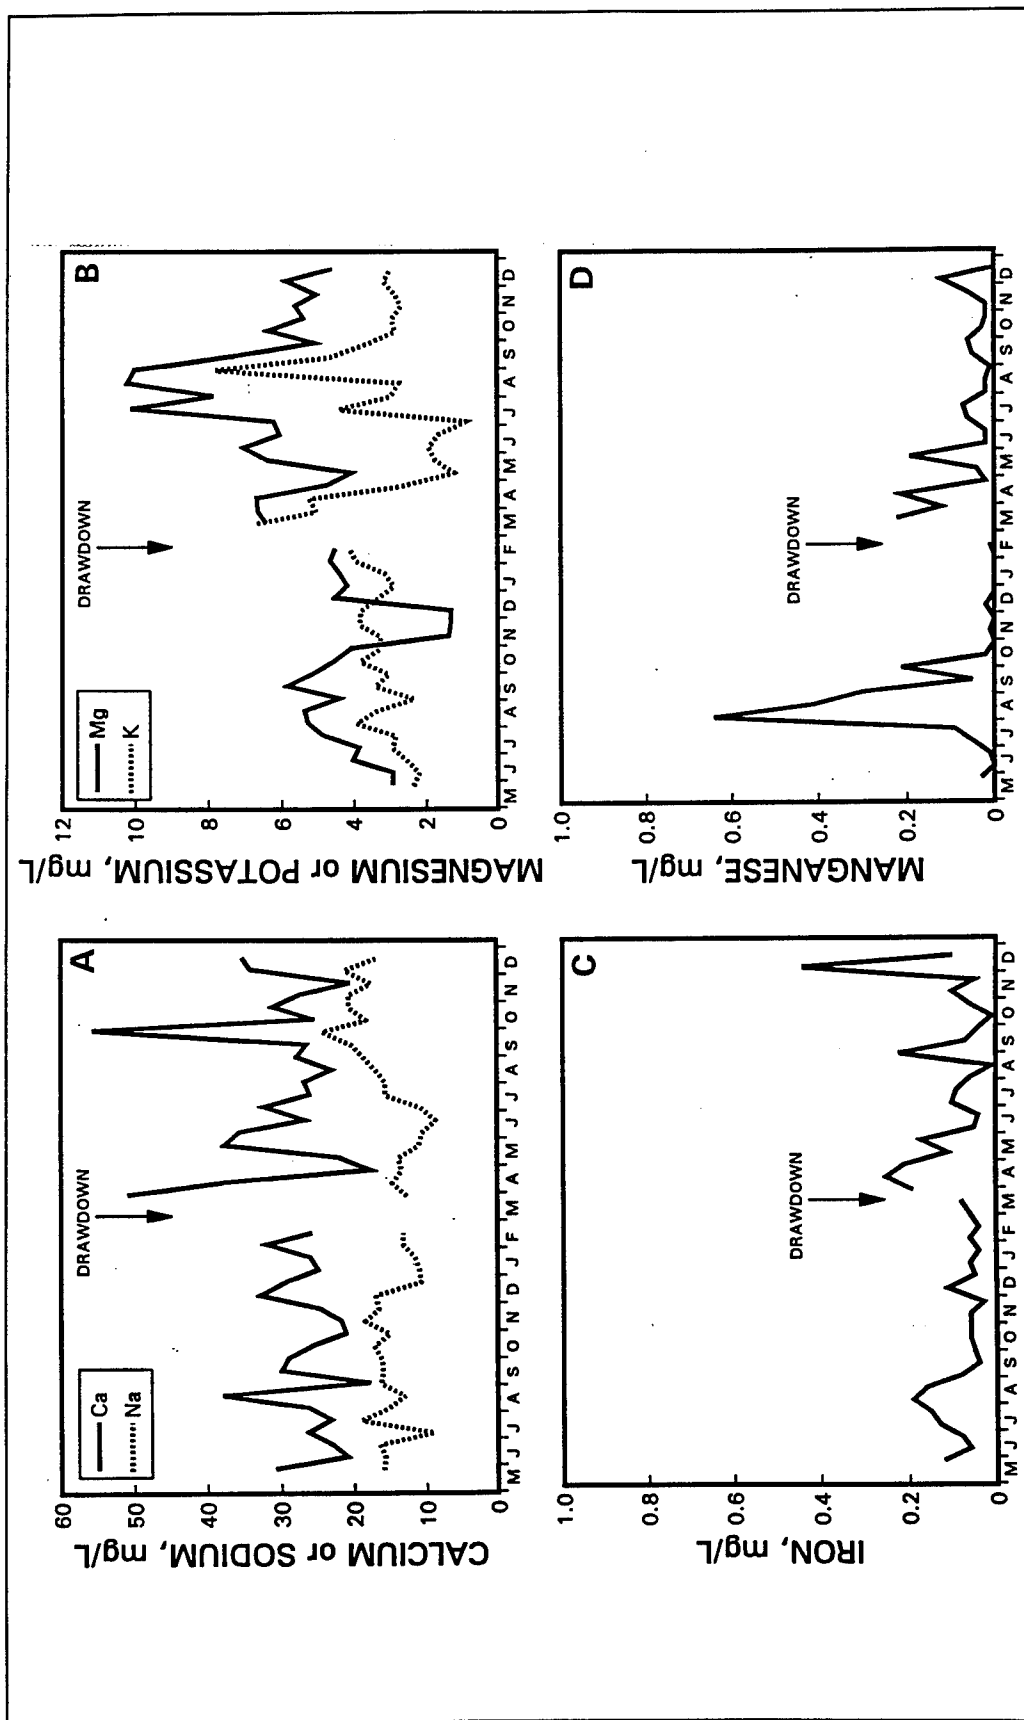 A
CALCIUM or SODIUM, mg/L
60
50
40
30
20
10
0
Ca
Na
DRAWDOWN
M J J A S O N D J F M A M J J A S O N D
B
MAGNESIUM or POTASSIUM, mg/L
12
10
8
6
4
2
0
Mg
K
DRAWDOWN
M J J A S O N D J F M A M J J A S O N D
C
IRON, mg/L
1.0
0.8
0.6
0.4
0.2
0
DRAWDOWN
M J J A S O N D J F M A M J J A S O N D
D
MANGANESE, mg/L
1.0
0.8
0.6
0.4
0.2
0
DRAWDOWN
M J J A S O N D J F M A M J J A S O N D